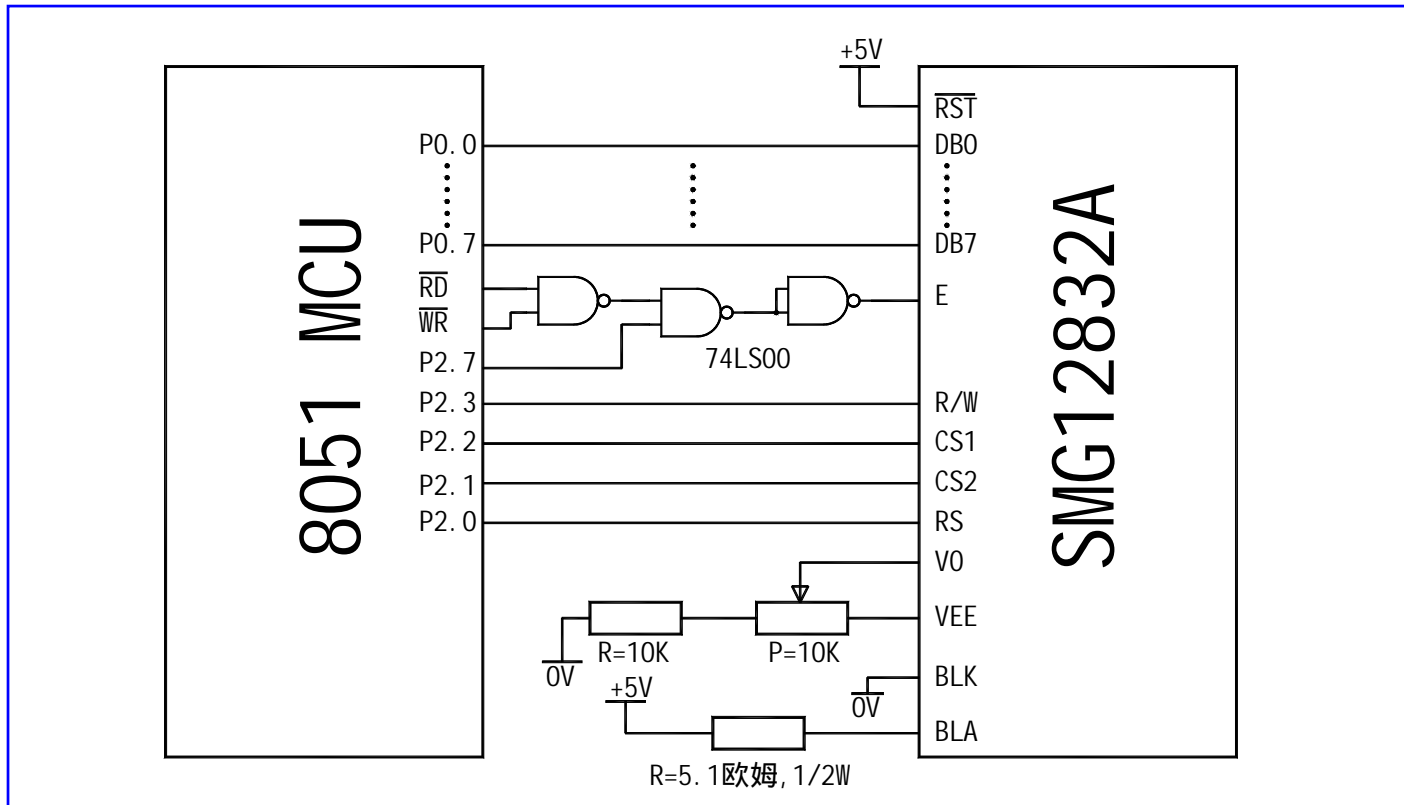 8051 MCU
P0.0
P0.7
RD
WR
P2.7
P2.3
P2.2
P2.1
P2.0
74LS00
+5V
RST
DB0
DB7
E
R/W
CS1
CS2
RS
V0
VEE
BLK
BLA
SMG12832A
R=10K
P=10K
0V
+5V
0V
R=5.1欧姆,1/2W